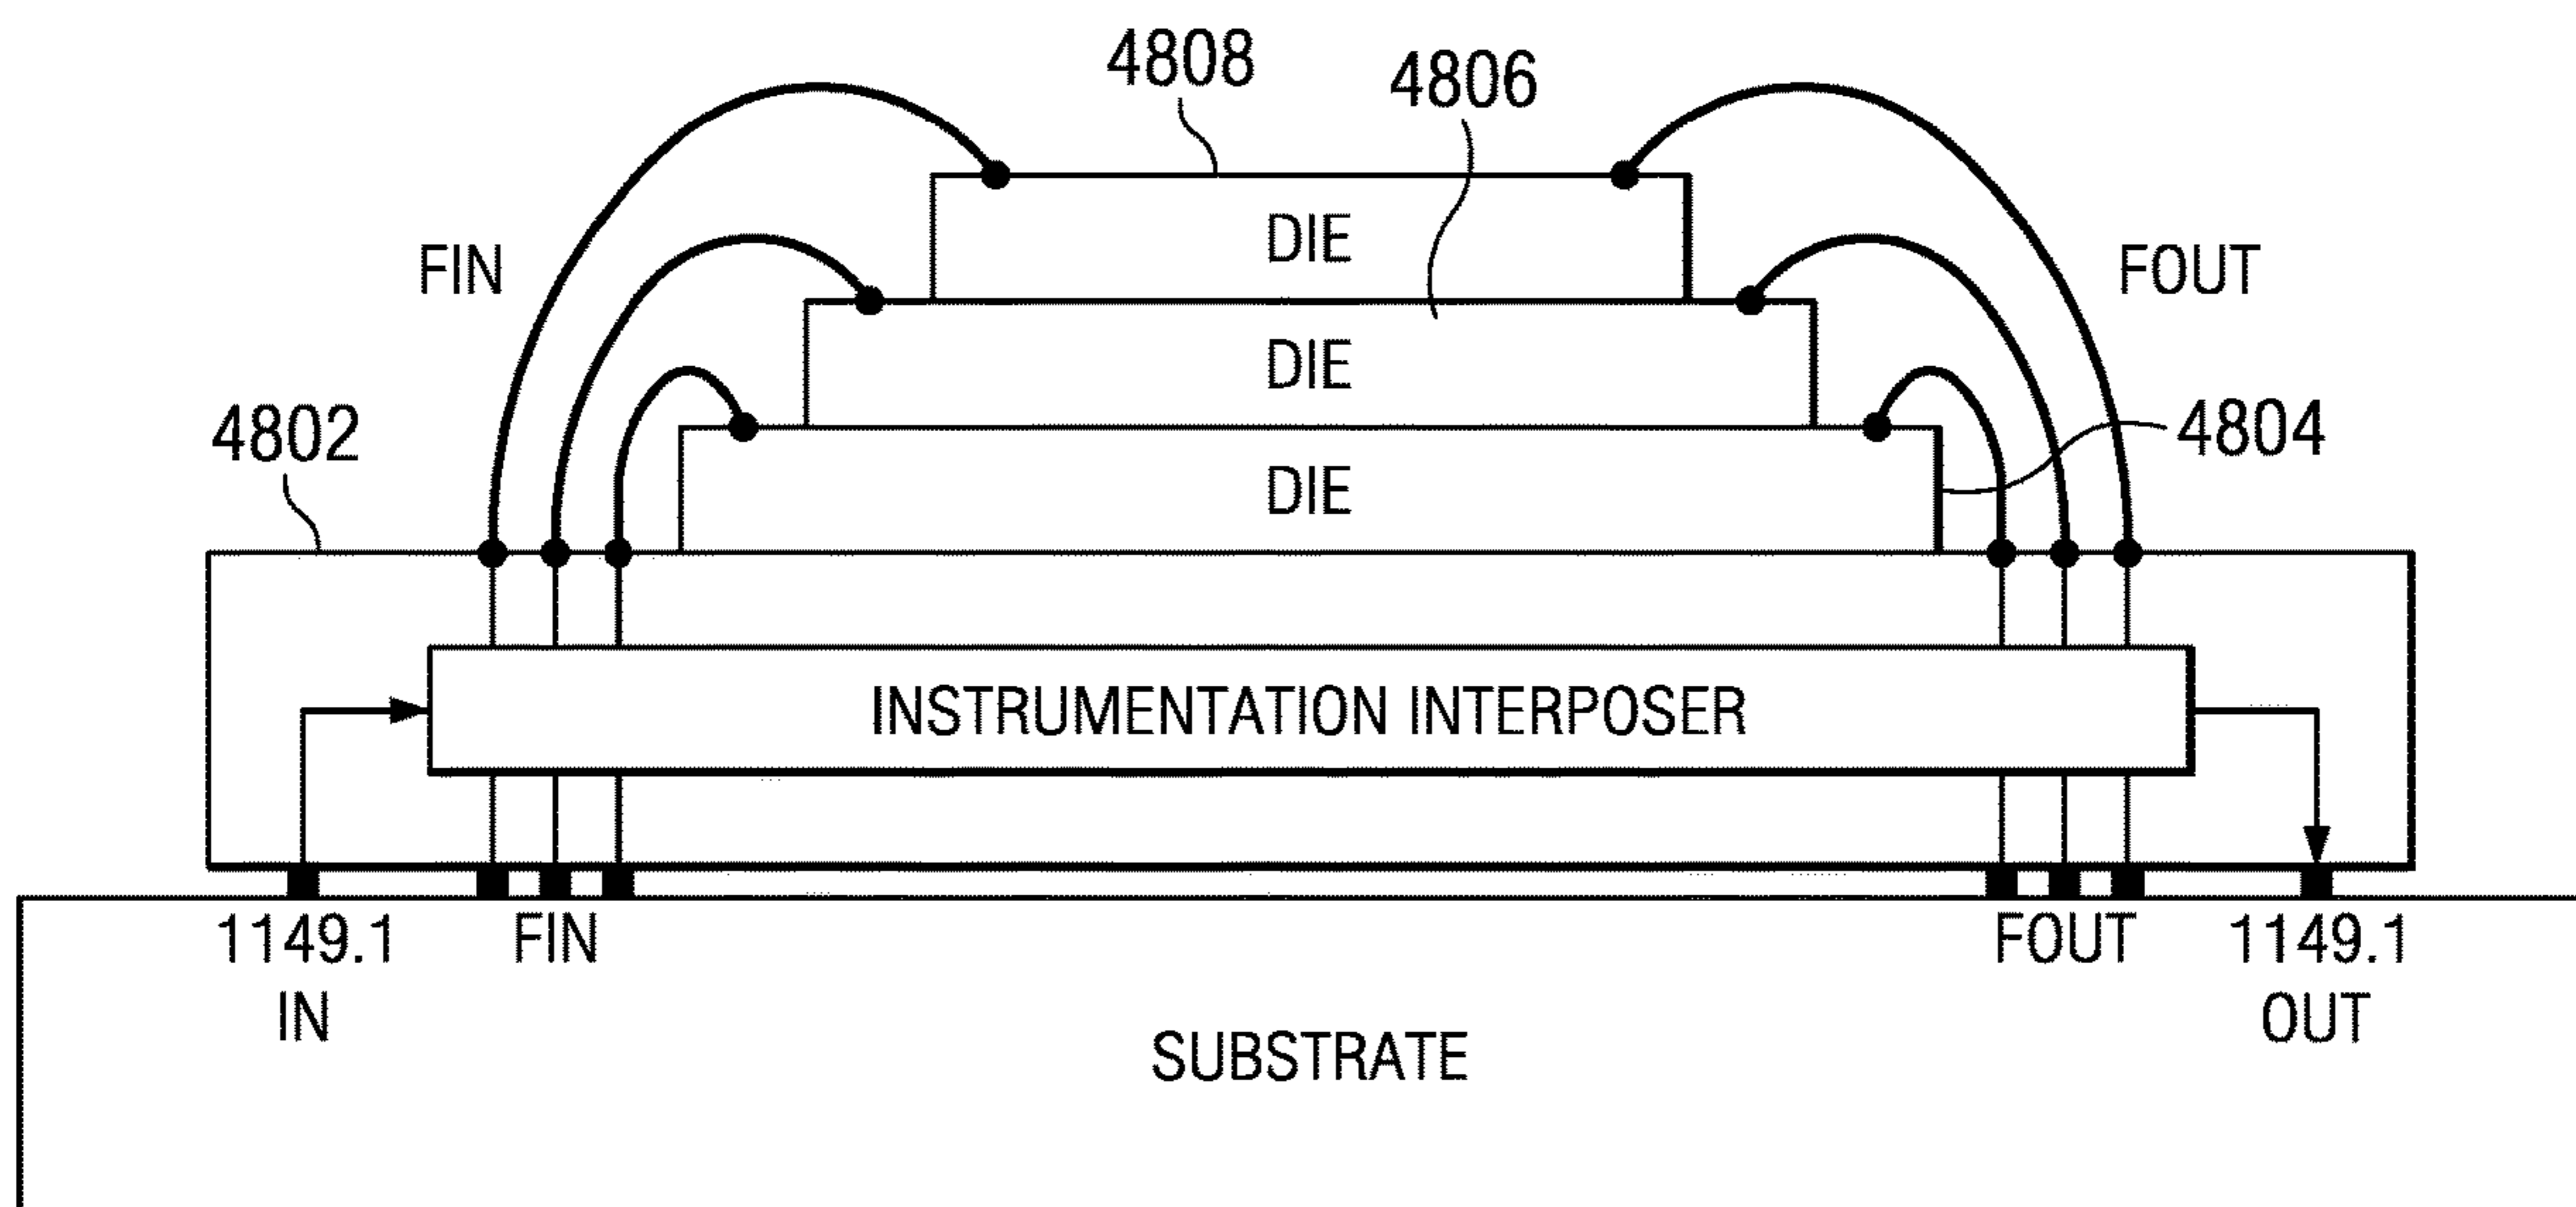 4808
4806
FIN
DIE
FOUT
DIE
4802
4804
DIE
INSTRUMENTATION INTERPOSER
1149.1
IN
FIN
FOUT
1149.1
OUT
SUBSTRATE